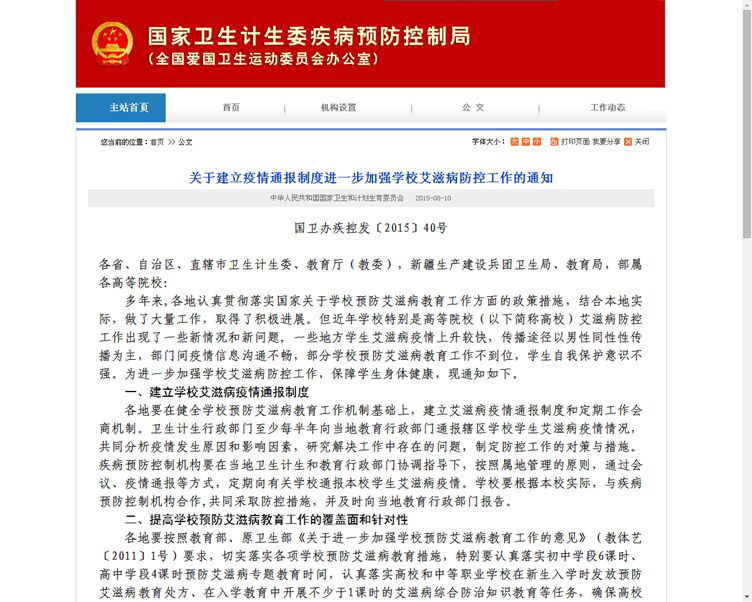 国家卫生计生委疾病预防控制局
(全国爱国卫生运动委员会办公室)
主站首页 首页 机构设置 公 文 工作动态
您当前的位置：首页 >> 公文 字体大小： 大 中 小 打印页面 我要分享 关闭
关于建立疫情通报制度进一步加强学校艾滋病防控工作的通知
中华人民共和国国家卫生和计划生育委员会 2015-08-10
国卫办疾控发〔2015〕40号
各省、自治区、直辖市卫生计生委、教育厅（教委），新疆生产建设兵团卫生局、教育局，部属
各高等院校：
多年来,各地认真贯彻落实国家关于学校预防艾滋病教育工作方面的政策措施，结合本地实
际，做了大量工作，取得了积极进展。但近年学校特别是高等院校（以下简称高校）艾滋病防控
工作出现了一些新情况和新问题, 一些地方学生艾滋病疫情上升较快，传播途径以男性同性性传
播为主，部门间疫情信息沟通不畅，部分学校预防艾滋病教育工作不到位，学生自我保护意识不
强。为进一步加强学校艾滋病防控工作，保障学生身体健康，现通知如下。
一、建立学校艾滋病疫情通报制度
各地要在健全学校预防艾滋病教育工作机制基础上，建立艾滋病疫情通报制度和定期工作会
商机制。卫生计生行政部门至少每半年向当地教育行政部门通报辖区学校学生艾滋病疫情情况，
共同分析疫情发生原因和影响因素，研究解决工作中存在的问题，制定防控工作的对策与措施。
疾病预防控制机构要在当地卫生计生和教育行政部门协调指导下，按照属地管理的原则，通过会
议、疫情通报等方式，定期向有关学校通报本校学生艾滋病疫情。学校要根据本校实际，与疾病
预防控制机构合作,共同采取防控措施，并及时向当地教育行政部门报告。
二、提高学校预防艾滋病教育工作的覆盖面和针对性
各地要按照教育部、原卫生部《关于进一步加强学校预防艾滋病教育工作的意见》（教体艺
〔2011〕1号）要求，切实落实各项学校预防艾滋病教育措施，特别要认真落实初中学段6课时、
高中学段4课时预防艾滋病专题教育时间，认真落实高校和中等职业学校在新生入学时发放预防
艾滋病教育处方、在入学教育中开展不少于1课时的艾滋病综合防治知识教育等任务，确保高校